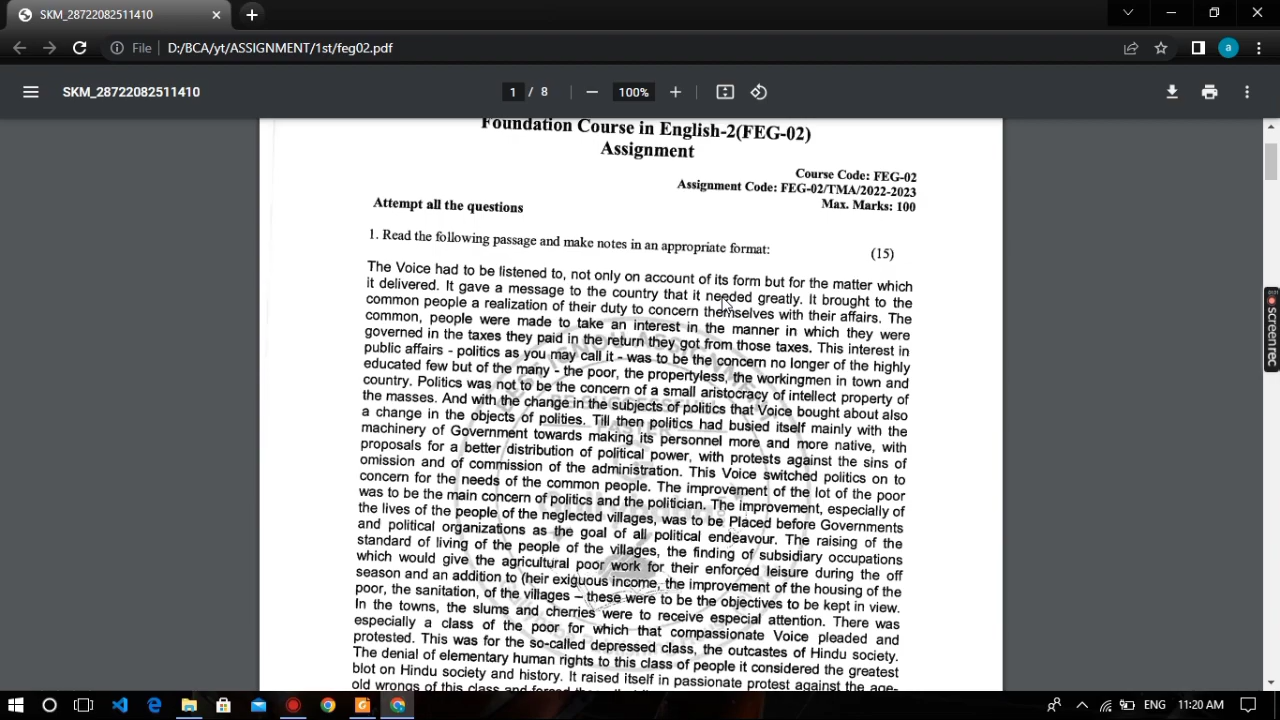 SKM_28722082511410
File
D:/BCA/yt/ASSIGNMENT/1st/feg02.pdf
a
SKM_28722082511410
1 / 8
100%
Foundation Course in English-2(FEG-02)
Assignment
Course Code: FEG-02
Assignment Code: FEG-02/TMA/2022-2023
Max. Marks: 100
Attempt all the questions
1. Read the following passage and make notes in an appropriate format: (15)
The Voice had to be listened to, not only on account of its form but for the matter which
it delivered. It gave a message to the country that it needed greatly. It brought to the
common people a realization of their duty to concern themselves with their affairs. The
common, people were made to take an interest in the manner in which they were
governed in the taxes they paid in the return they got from those taxes. This interest in
public affairs - politics as you may call it - was to be the concern no longer of the highly
educated few but of the many - the poor, the propertyless, the workingmen in town and
country. Politics was not to be the concern of a small aristocracy of intellect property of
the masses. And with the change in the subjects of politics that Voice bought about also
a change in the objects of polities. Till then politics had busied itself mainly with the
machinery of Government towards making its personnel more and more native, with
proposals for a better distribution of political power, with protests against the sins of
omission and of commission of the administration. This Voice switched politics on to
concern for the needs of the common people. The improvement of the lot of the poor
was to be the main concern of politics and the politician. The improvement, especially of
the lives of the people of the neglected villages, was to be Placed before Governments
and political organizations as the goal of all political endeavour. The raising of the
standard of living of the people of the villages, the finding of subsidiary occupations
which would give the agricultural poor work for their enforced leisure during the off
season and an addition to (heir exiguous income, the improvement of the housing of the
poor, the sanitation, of the villages – these were to be the objectives to be kept in view.
In the towns, the slums and cherries were to receive especial attention. There was
especially a class of the poor for which that compassionate Voice pleaded and
protested. This was for the so-called depressed class, the outcastes of Hindu society.
The denial of elementary human rights to this class of people it considered the greatest
blot on Hindu society and history. It raised itself in passionate protest against the age-
old wrongs of this class and
screenrec
ENG
11:20 AM